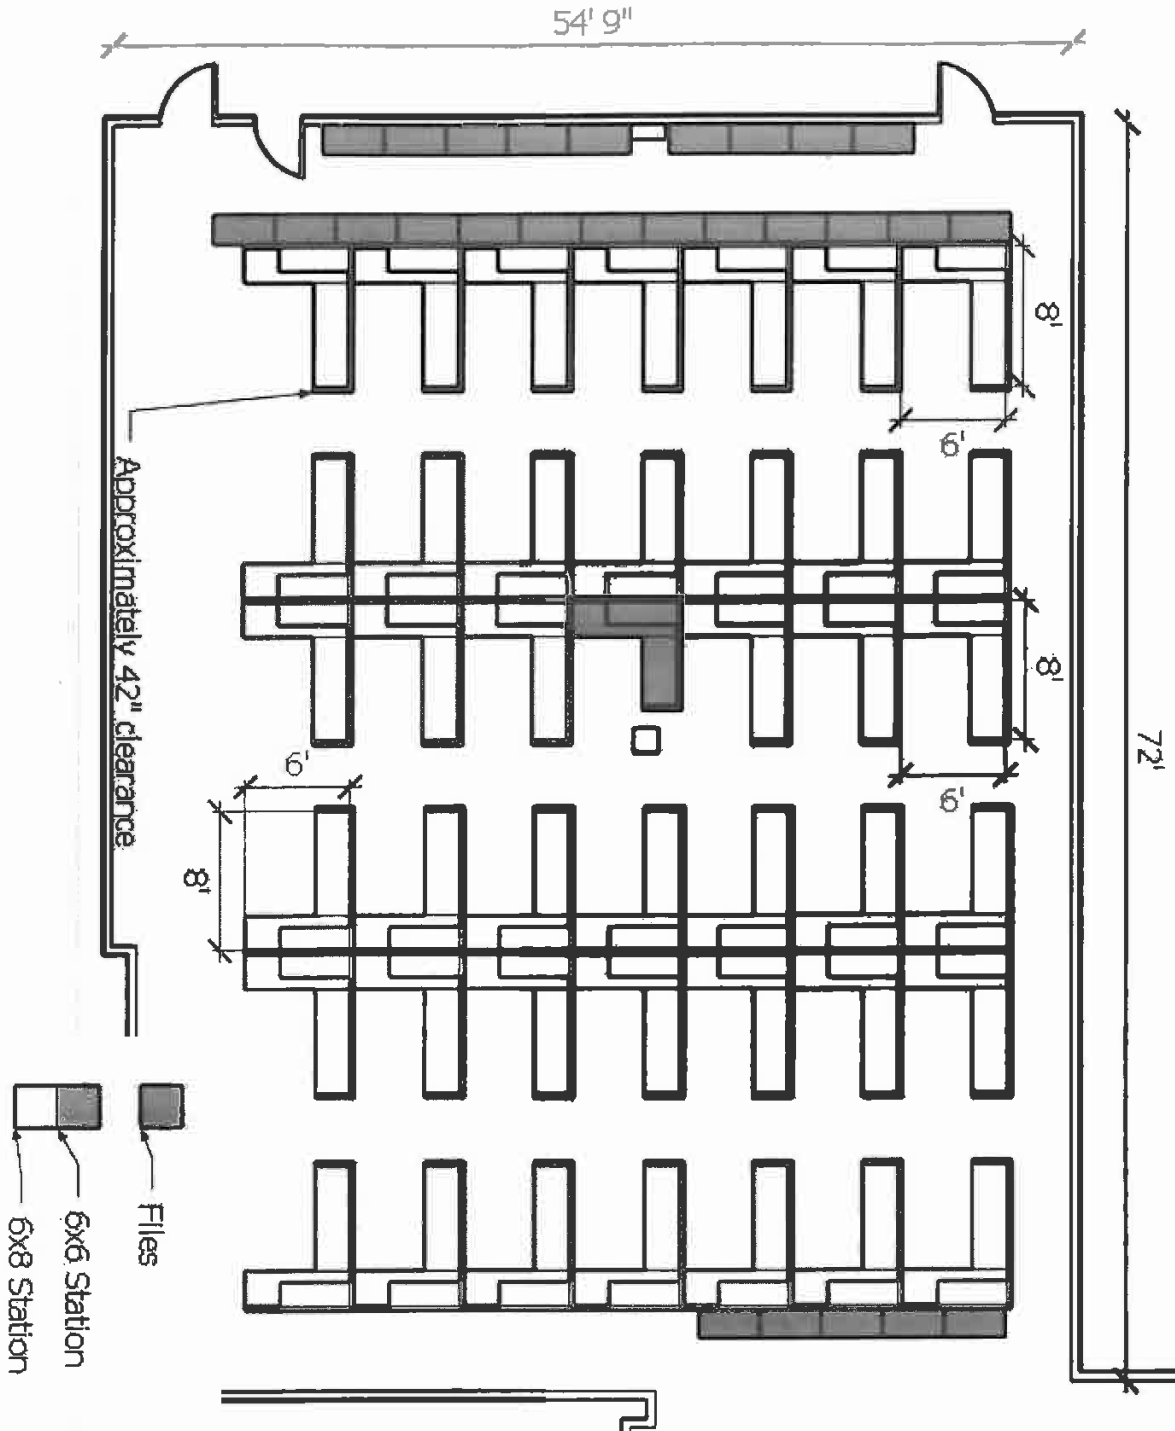 54' 9"
8'
6'
Approximately 42" clearance
8'
72'
6'
6'
8'
Files
6x6 Station
6x8 Station